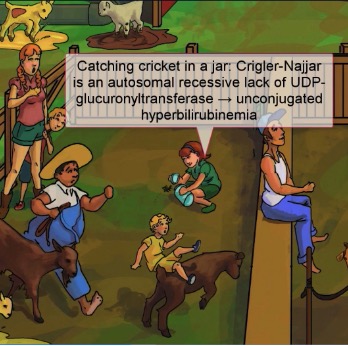 Catching cricket in a jar: Crigler-Najjar
is an autosomal recessive lack of UDP-
glucuronyltransferase → unconjugated
hyperbilirubinemia